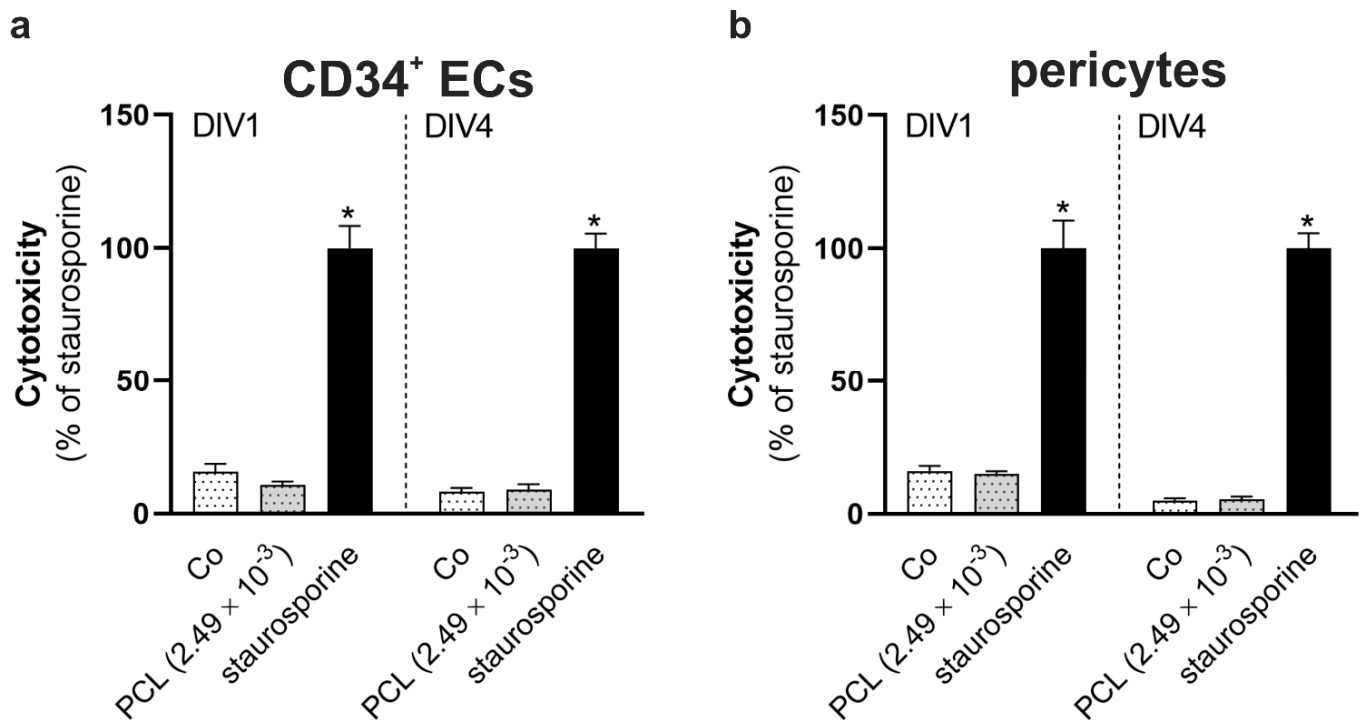 a
CD34⁺ ECs
Cytotoxicity
(% of staurosporine)
150
100
50
0
DIV1
DIV4
*
*
Co
PCL (2.49 × 10⁻³)
staurosporine
Co
PCL (2.49 × 10⁻³)
staurosporine
b
pericytes
Cytotoxicity
(% of staurosporine)
150
100
50
0
DIV1
DIV4
*
*
Co
PCL (2.49 × 10⁻³)
staurosporine
Co
PCL (2.49 × 10⁻³)
staurosporine